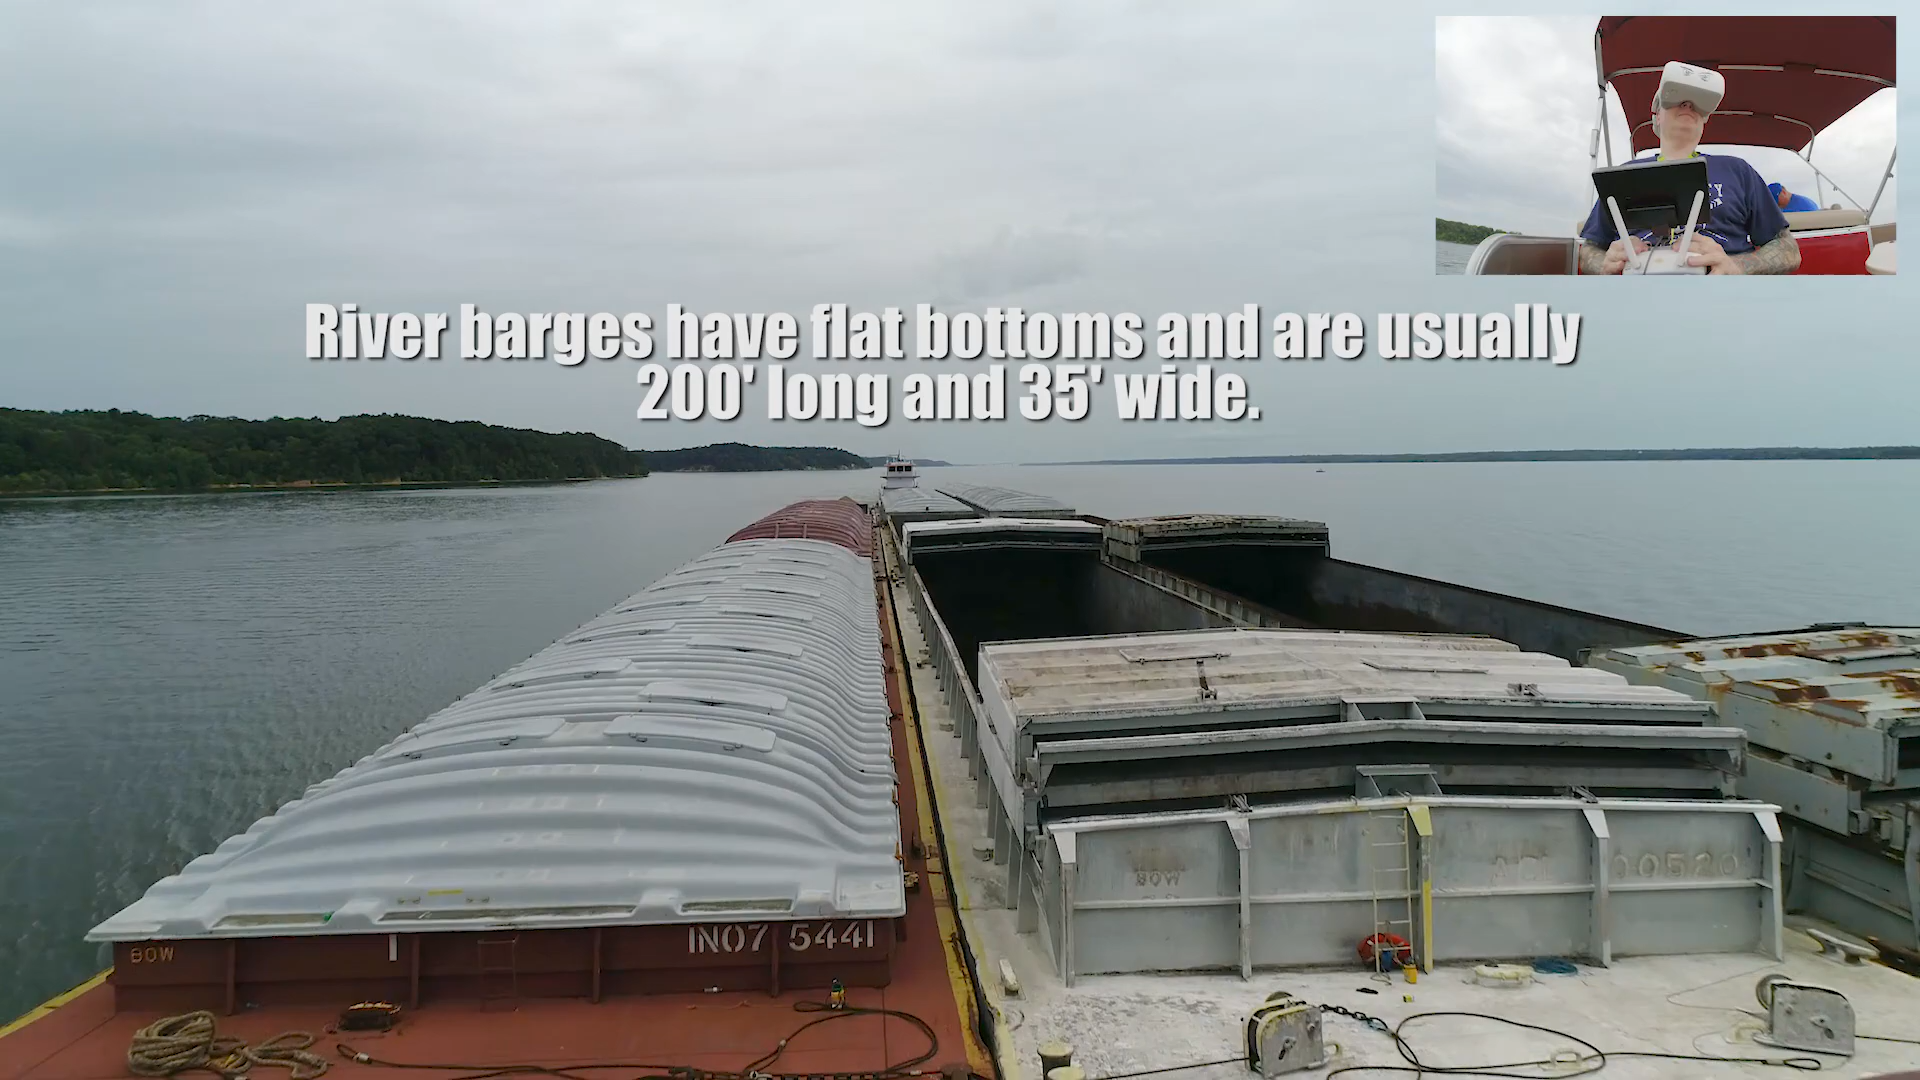 River barges have flat bottoms and are usually
200' long and 35' wide.
BOW
IN07 5441
BOW